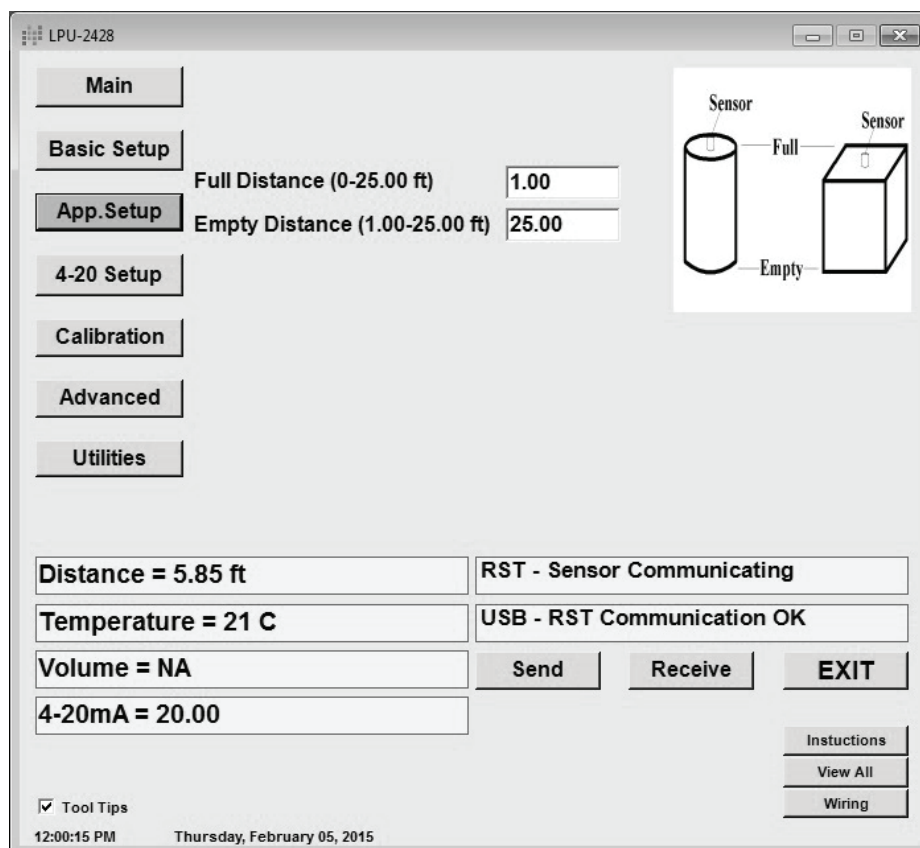 LPU-2428
Main
Basic Setup
App.Setup
4-20 Setup
Calibration
Advanced
Utilities
Full Distance (0-25.00 ft) 1.00
Empty Distance (1.00-25.00 ft) 25.00
Sensor
Sensor
Full
Empty
Distance = 5.85 ft
Temperature = 21 C
Volume = NA
4-20mA = 20.00
RST - Sensor Communicating
USB - RST Communication OK
Send Receive EXIT
Instuctions
View All
Wiring
Tool Tips
12:00:15 PM Thursday, February 05, 2015